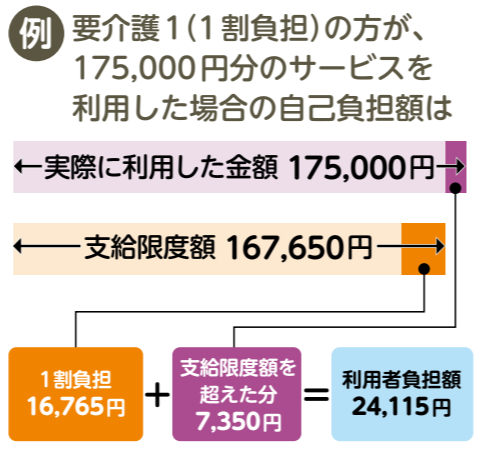 例
要介護1(1割負担)の方が、
175,000円分のサービスを
利用した場合の自己負担額は
実際に利用した金額 175,000円
支給限度額 167,650円
1割負担
16,765円
+
支給限度額を
超えた分
7,350円
=
利用者負担額
24,115円